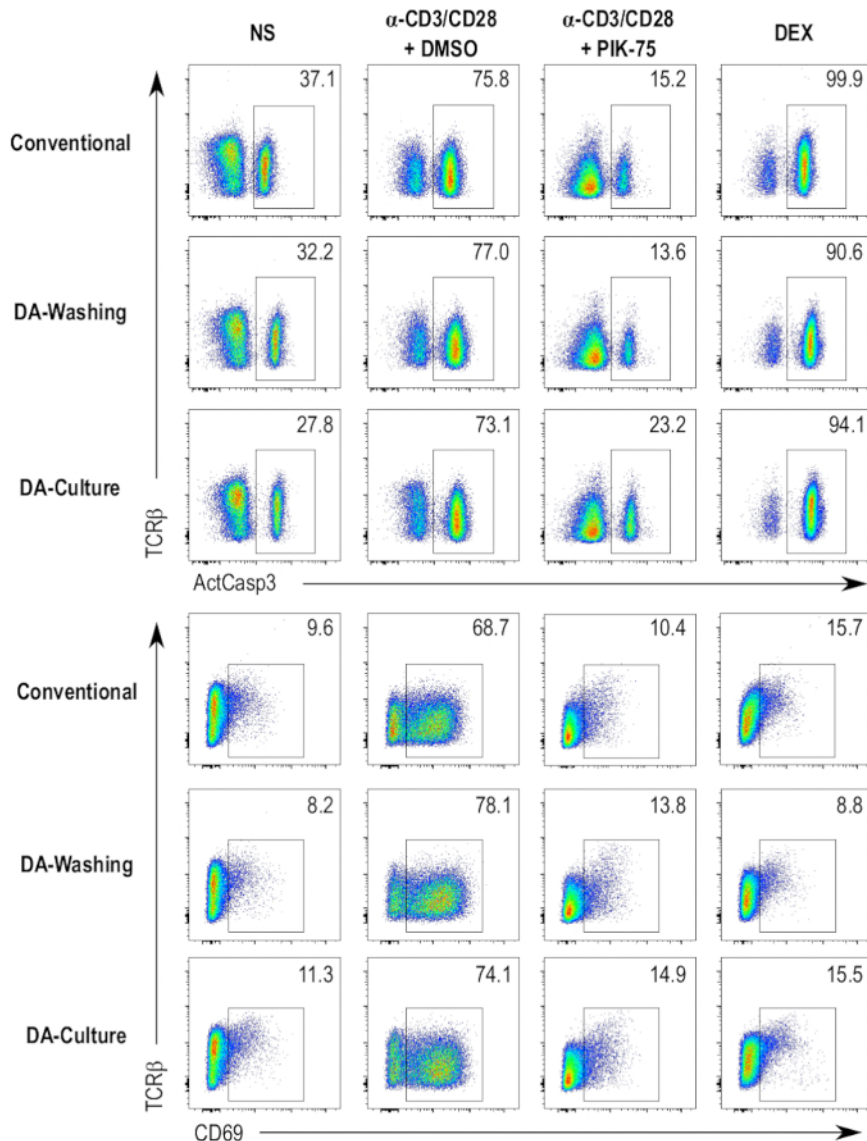 NS α-CD3/CD28 + DMSO α-CD3/CD28 + PIK-75 DEX
Conventional 37.1 75.8 15.2 99.9
DA-Washing 32.2 77.0 13.6 90.6
DA-Culture 27.8 73.1 23.2 94.1
TCRβ
ActCasp3
Conventional 9.6 68.7 10.4 15.7
DA-Washing 8.2 78.1 13.8 8.8
DA-Culture 11.3 74.1 14.9 15.5
TCRβ
CD69